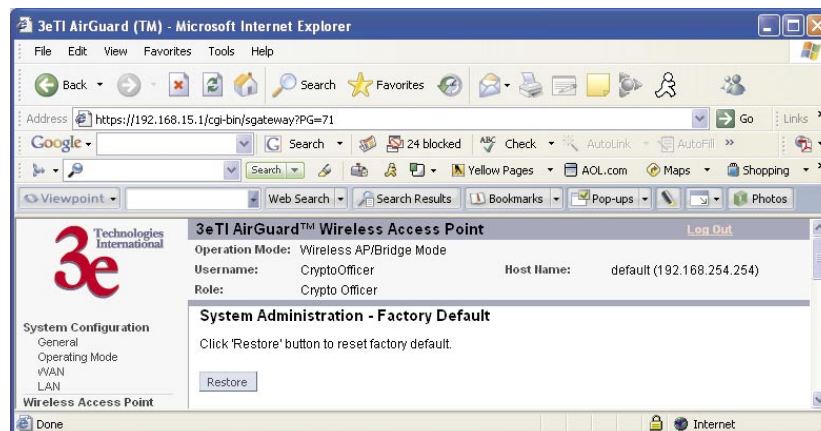 3eTI AirGuard (TM) - Microsoft Internet Explorer
File Edit View Favorites Tools Help
Back Search Favorites
Address https://192.168.15.1/cgi-bin/sgateway?PG=71 Go Links
Google Search 24 blocked Check AutoLink AutoFill
Search Yellow Pages AOL.com Maps Shopping
Viewpoint Web Search Search Results Bookmarks Pop-ups Photos
3e Technologies International
3eTI AirGuard™ Wireless Access Point Log Out
Operation Mode: Wireless AP/Bridge Mode
Username: CryptoOfficer Host Name: default (192.168.254.254)
Role: Crypto Officer
System Configuration
General
Operating Mode
WAN
LAN
Wireless Access Point
System Administration - Factory Default
Click 'Restore' button to reset factory default.
Restore
Done Internet